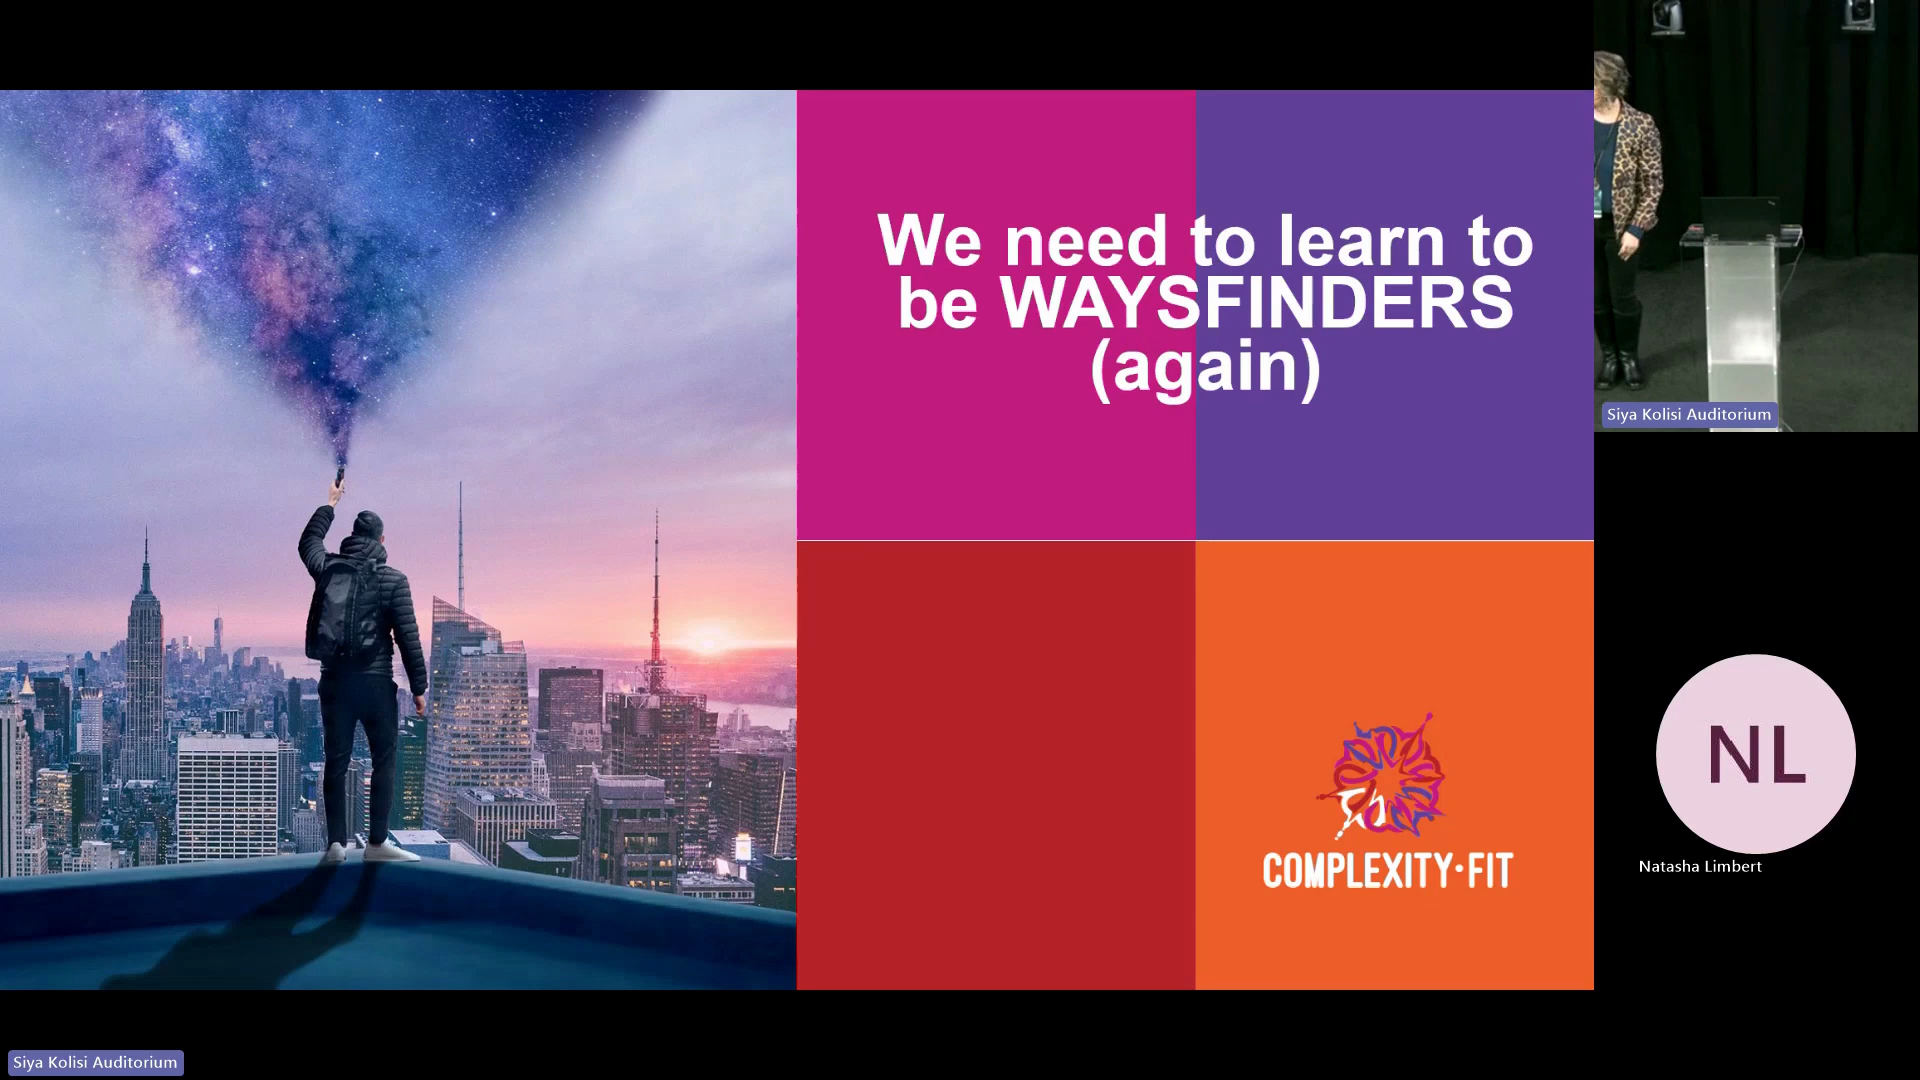 We need to learn to
be WAYSFINDERS
(again)
COMPLEXITY·FIT
Siya Kolisi Auditorium
NL
Natasha Limbert
Siya Kolisi Auditorium